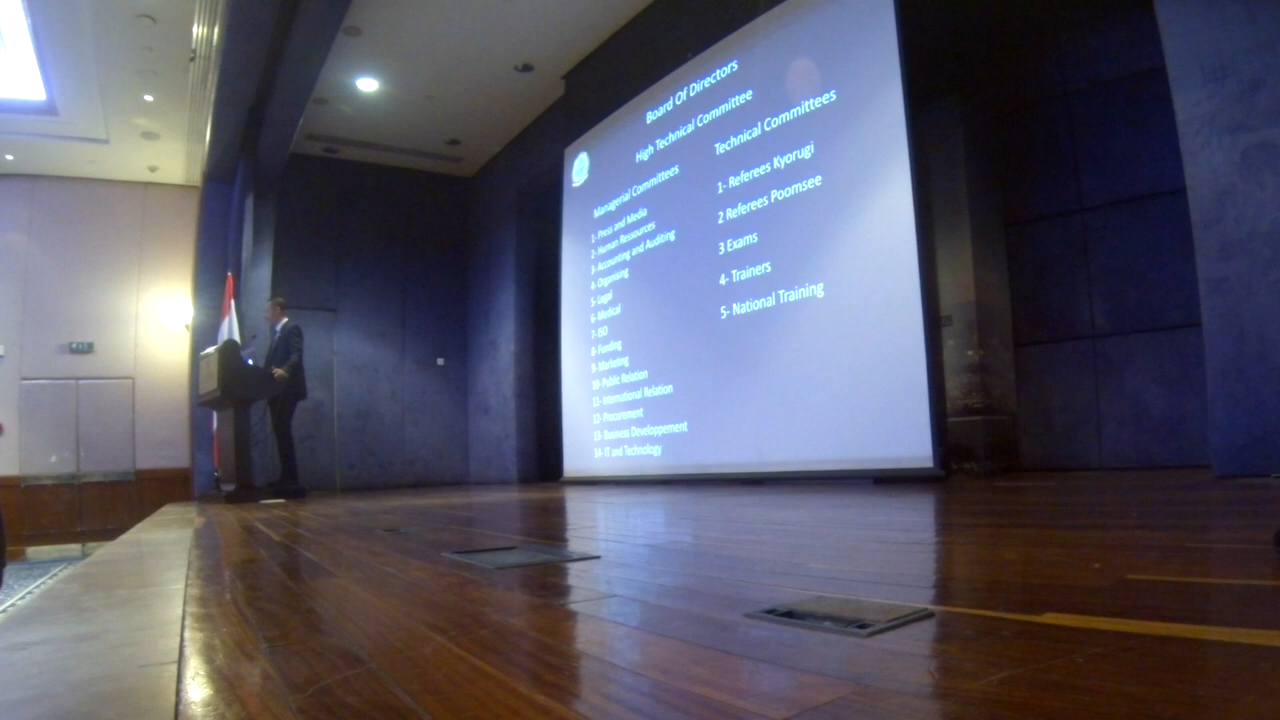 Board Of Directors
High Technical Committee
Managerial Committees
1- Press and Media
2- Human Ressources
3- Accounting and Auditing
4- Organising
5- Legal
6- Medical
7- ISO
8- Funding
9- Marketing
10- Public Relation
11- International Relation
12- Procurement
13- Business Developpement
14- IT and Technology
Technical Committees
1- Referees Kyorugi
2 Referees Poomsee
3 Exams
4- Trainers
5- National Training